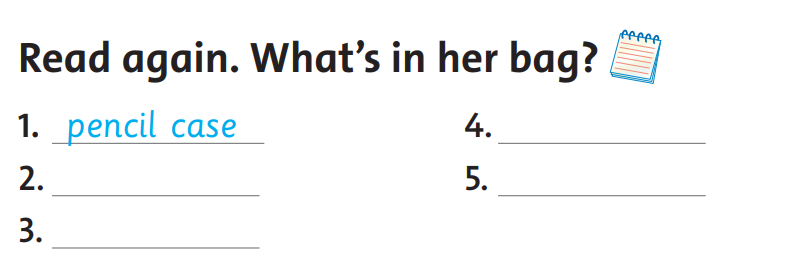 Read again. What's in her bag?
1. pencil case
2.
3.
4.
5.